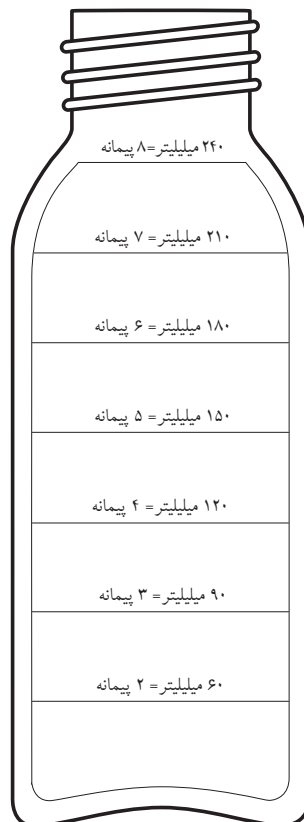 ۲۴۰ میلیلیتر=۸ پیمانه
۲۱۰ میلیلیتر= ۷ پیمانه
۱۸۰ میلیلیتر= ۶ پیمانه
۱۵۰ میلیلیتر= ۵ پیمانه
۱۲۰ میلیلیتر= ۴ پیمانه
۹۰ میلیلیتر= ۳ پیمانه
۶۰ میلیلیتر= ۲ پیمانه